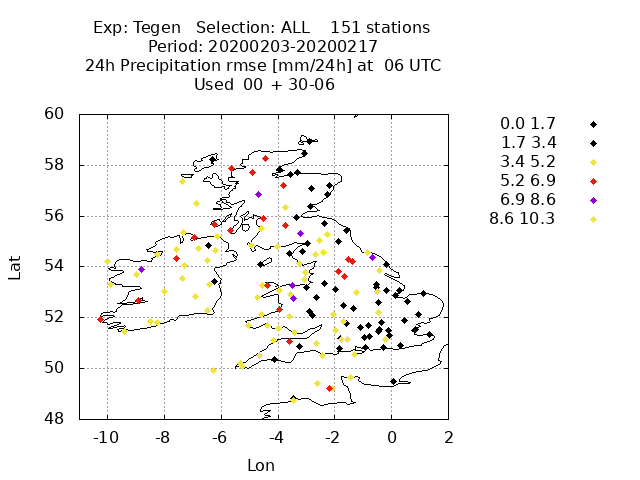 Exp: Tegen   Selection: ALL    151 stations
Period: 20200203-20200217
24h Precipitation rmse [mm/24h] at  06 UTC
Used  00  + 30-06
0.0 1.7
1.7 3.4
3.4 5.2
5.2 6.9
6.9 8.6
8.6 10.3
60
58
56
54
52
50
48
Lat
-10 -8 -6 -4 -2 0 2
Lon